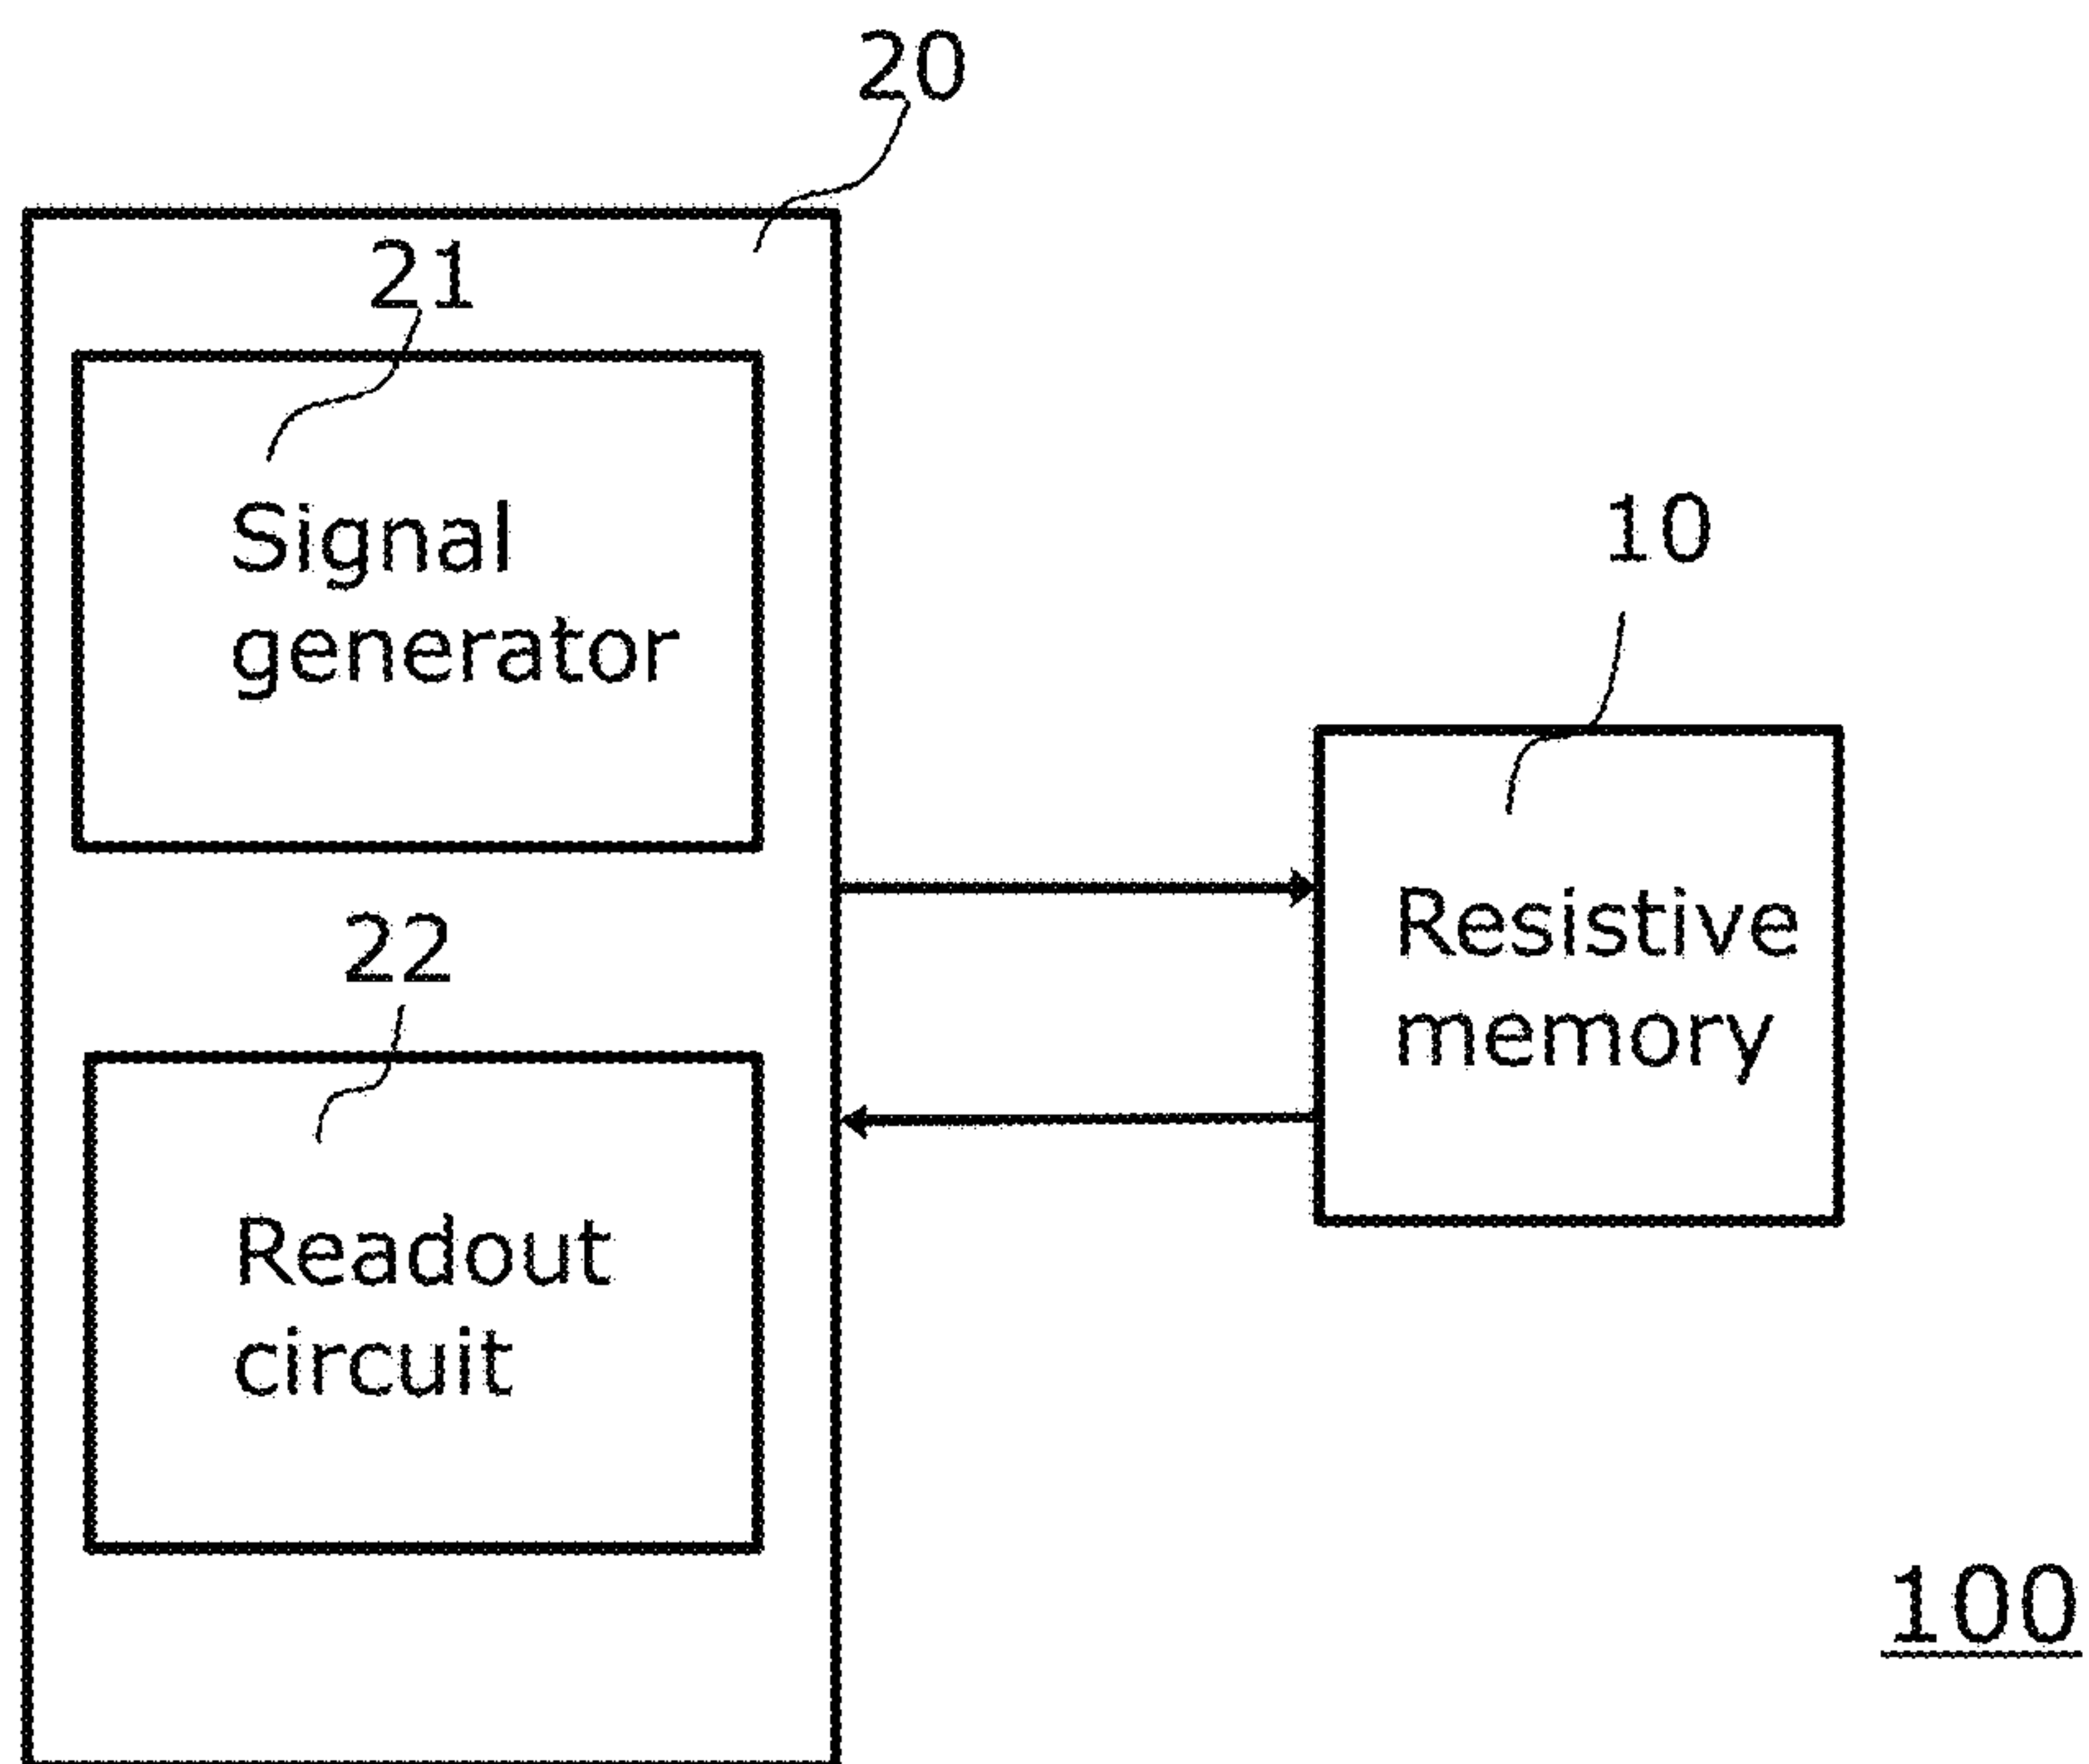 20
21
Signal
generator
10
Resistive
memory
22
Readout
circuit
100